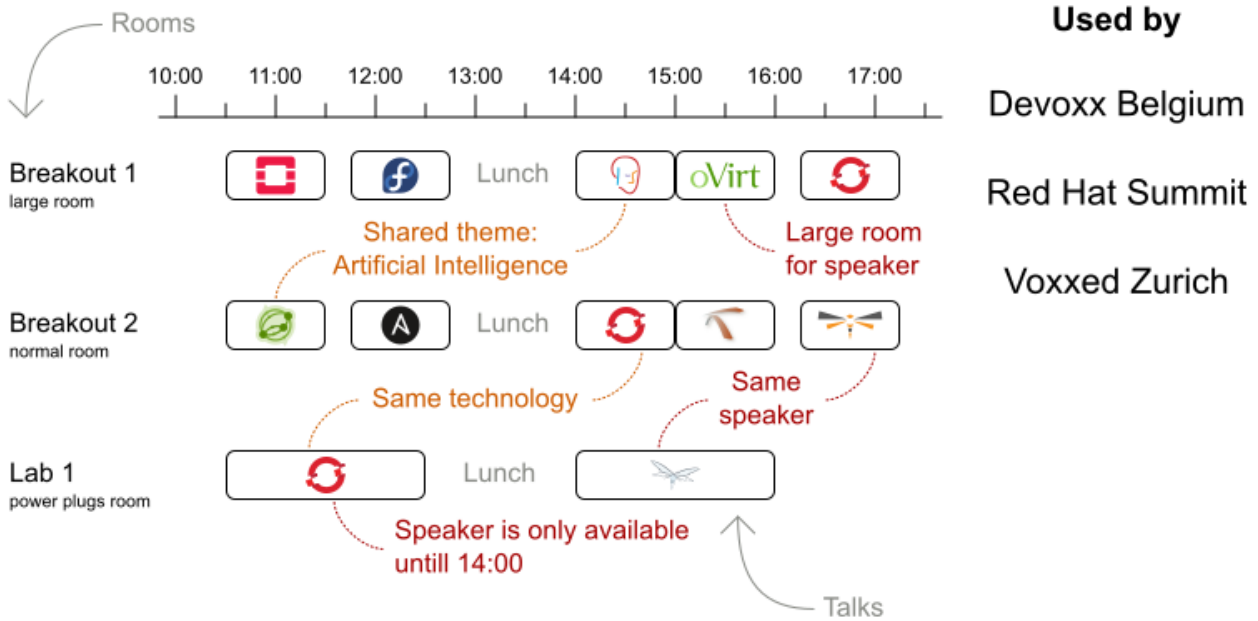 Rooms
Used by
10:00 11:00 12:00 13:00 14:00 15:00 16:00 17:00
Devoxx Belgium
Breakout 1
large room
Lunch
oVirt
Red Hat Summit
Shared theme:
Artificial Intelligence
Large room
for speaker
Voxxed Zurich
Breakout 2
normal room
Lunch
Same technology
Same
speaker
Lab 1
power plugs room
Lunch
Speaker is only available
untill 14:00
Talks